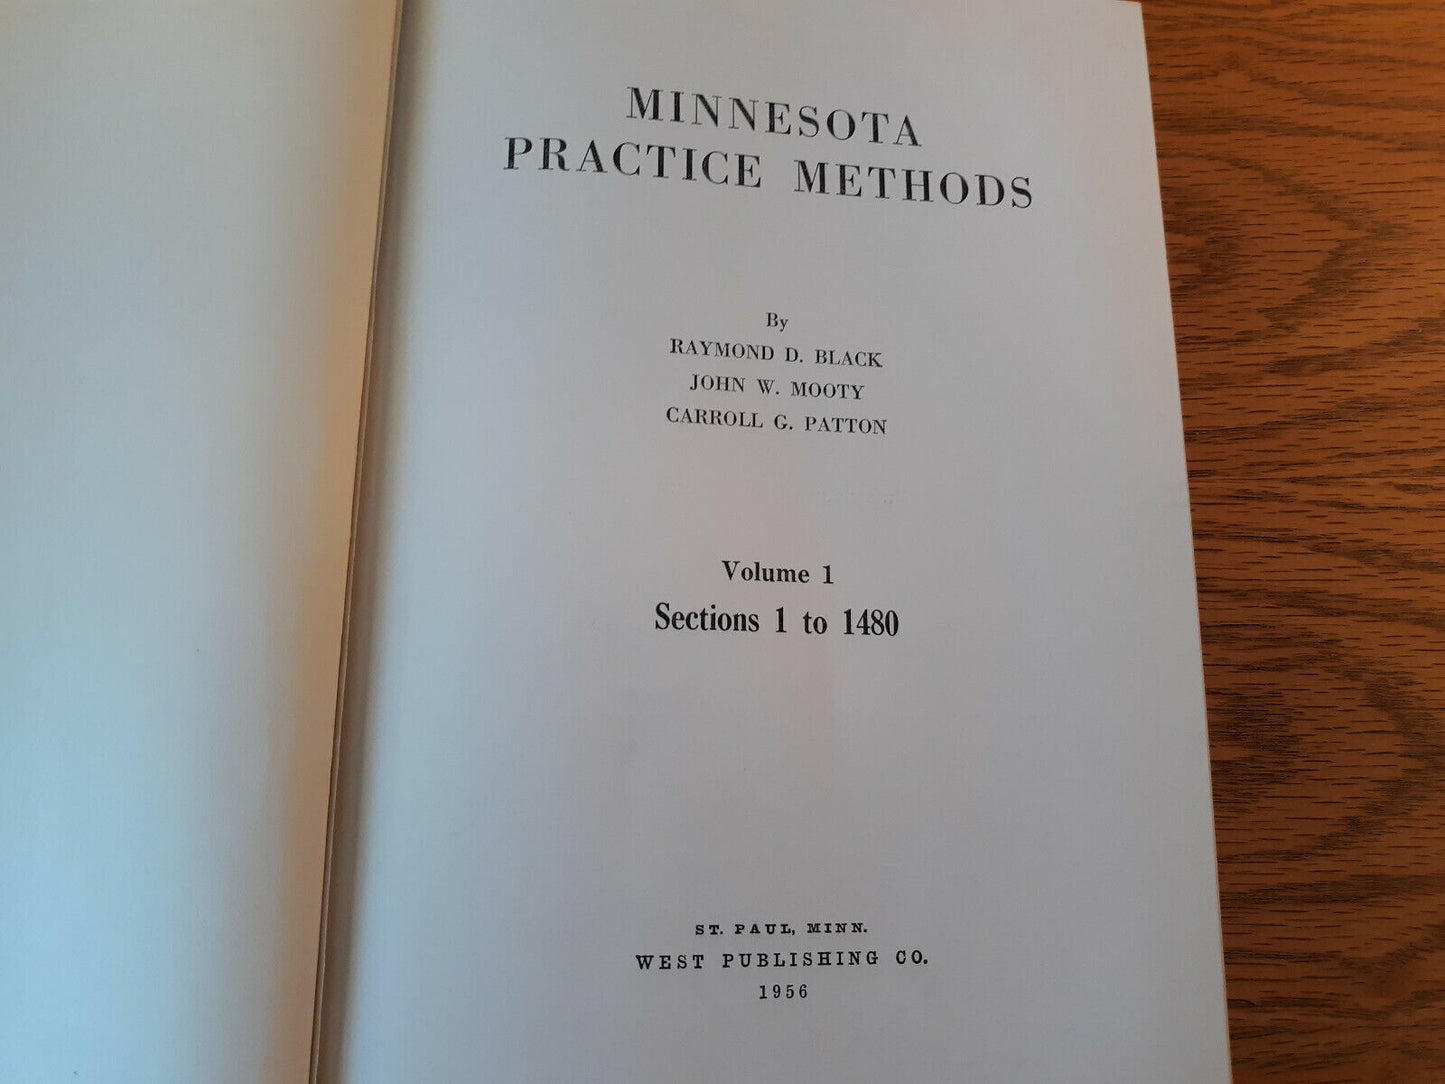 MINNESOTA
PRACTICE METHODS
By
RAYMOND D. BLACK
JOHN W. MOOTY
CARROLL G. PATTON
Volume 1
Sections 1 to 1480
ST. PAUL, MINN.
WEST PUBLISHING CO.
1956